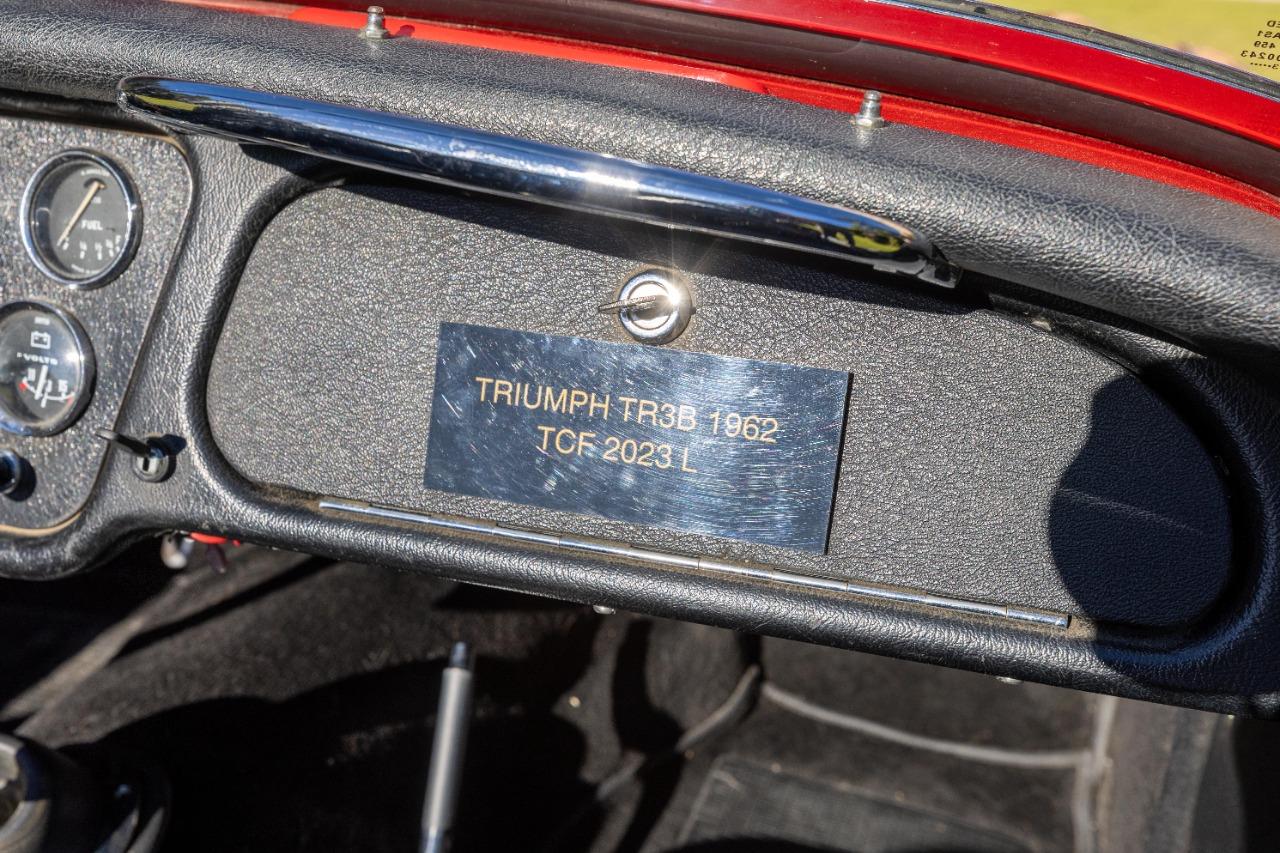 FUEL
VOLTS
TRIUMPH TR3B 1962
TCF 2023 L